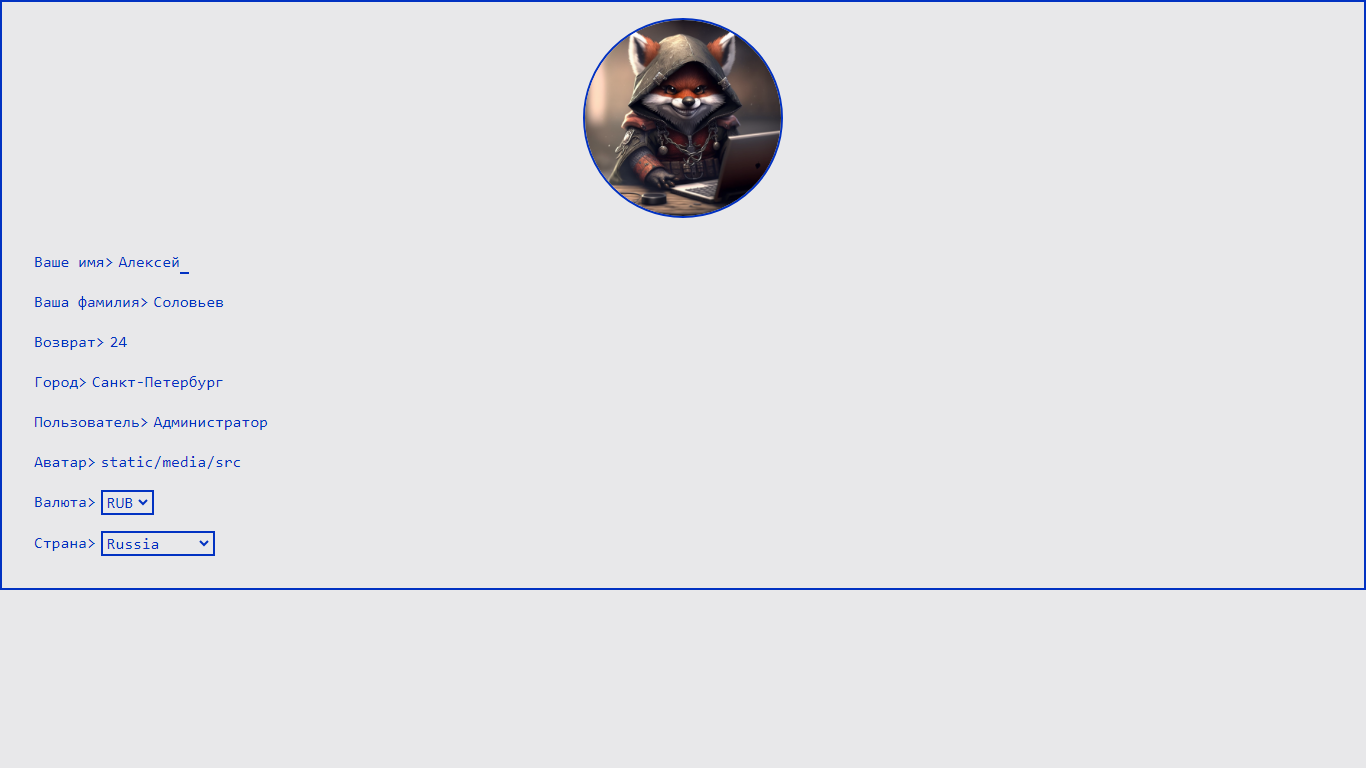 Ваше имя> Алексей_
Ваша фамилия> Соловьев
Возврат> 24
Город> Санкт-Петербург
Пользователь> Администратор
Аватар> static/media/src
Валюта> RUB
Страна> Russia